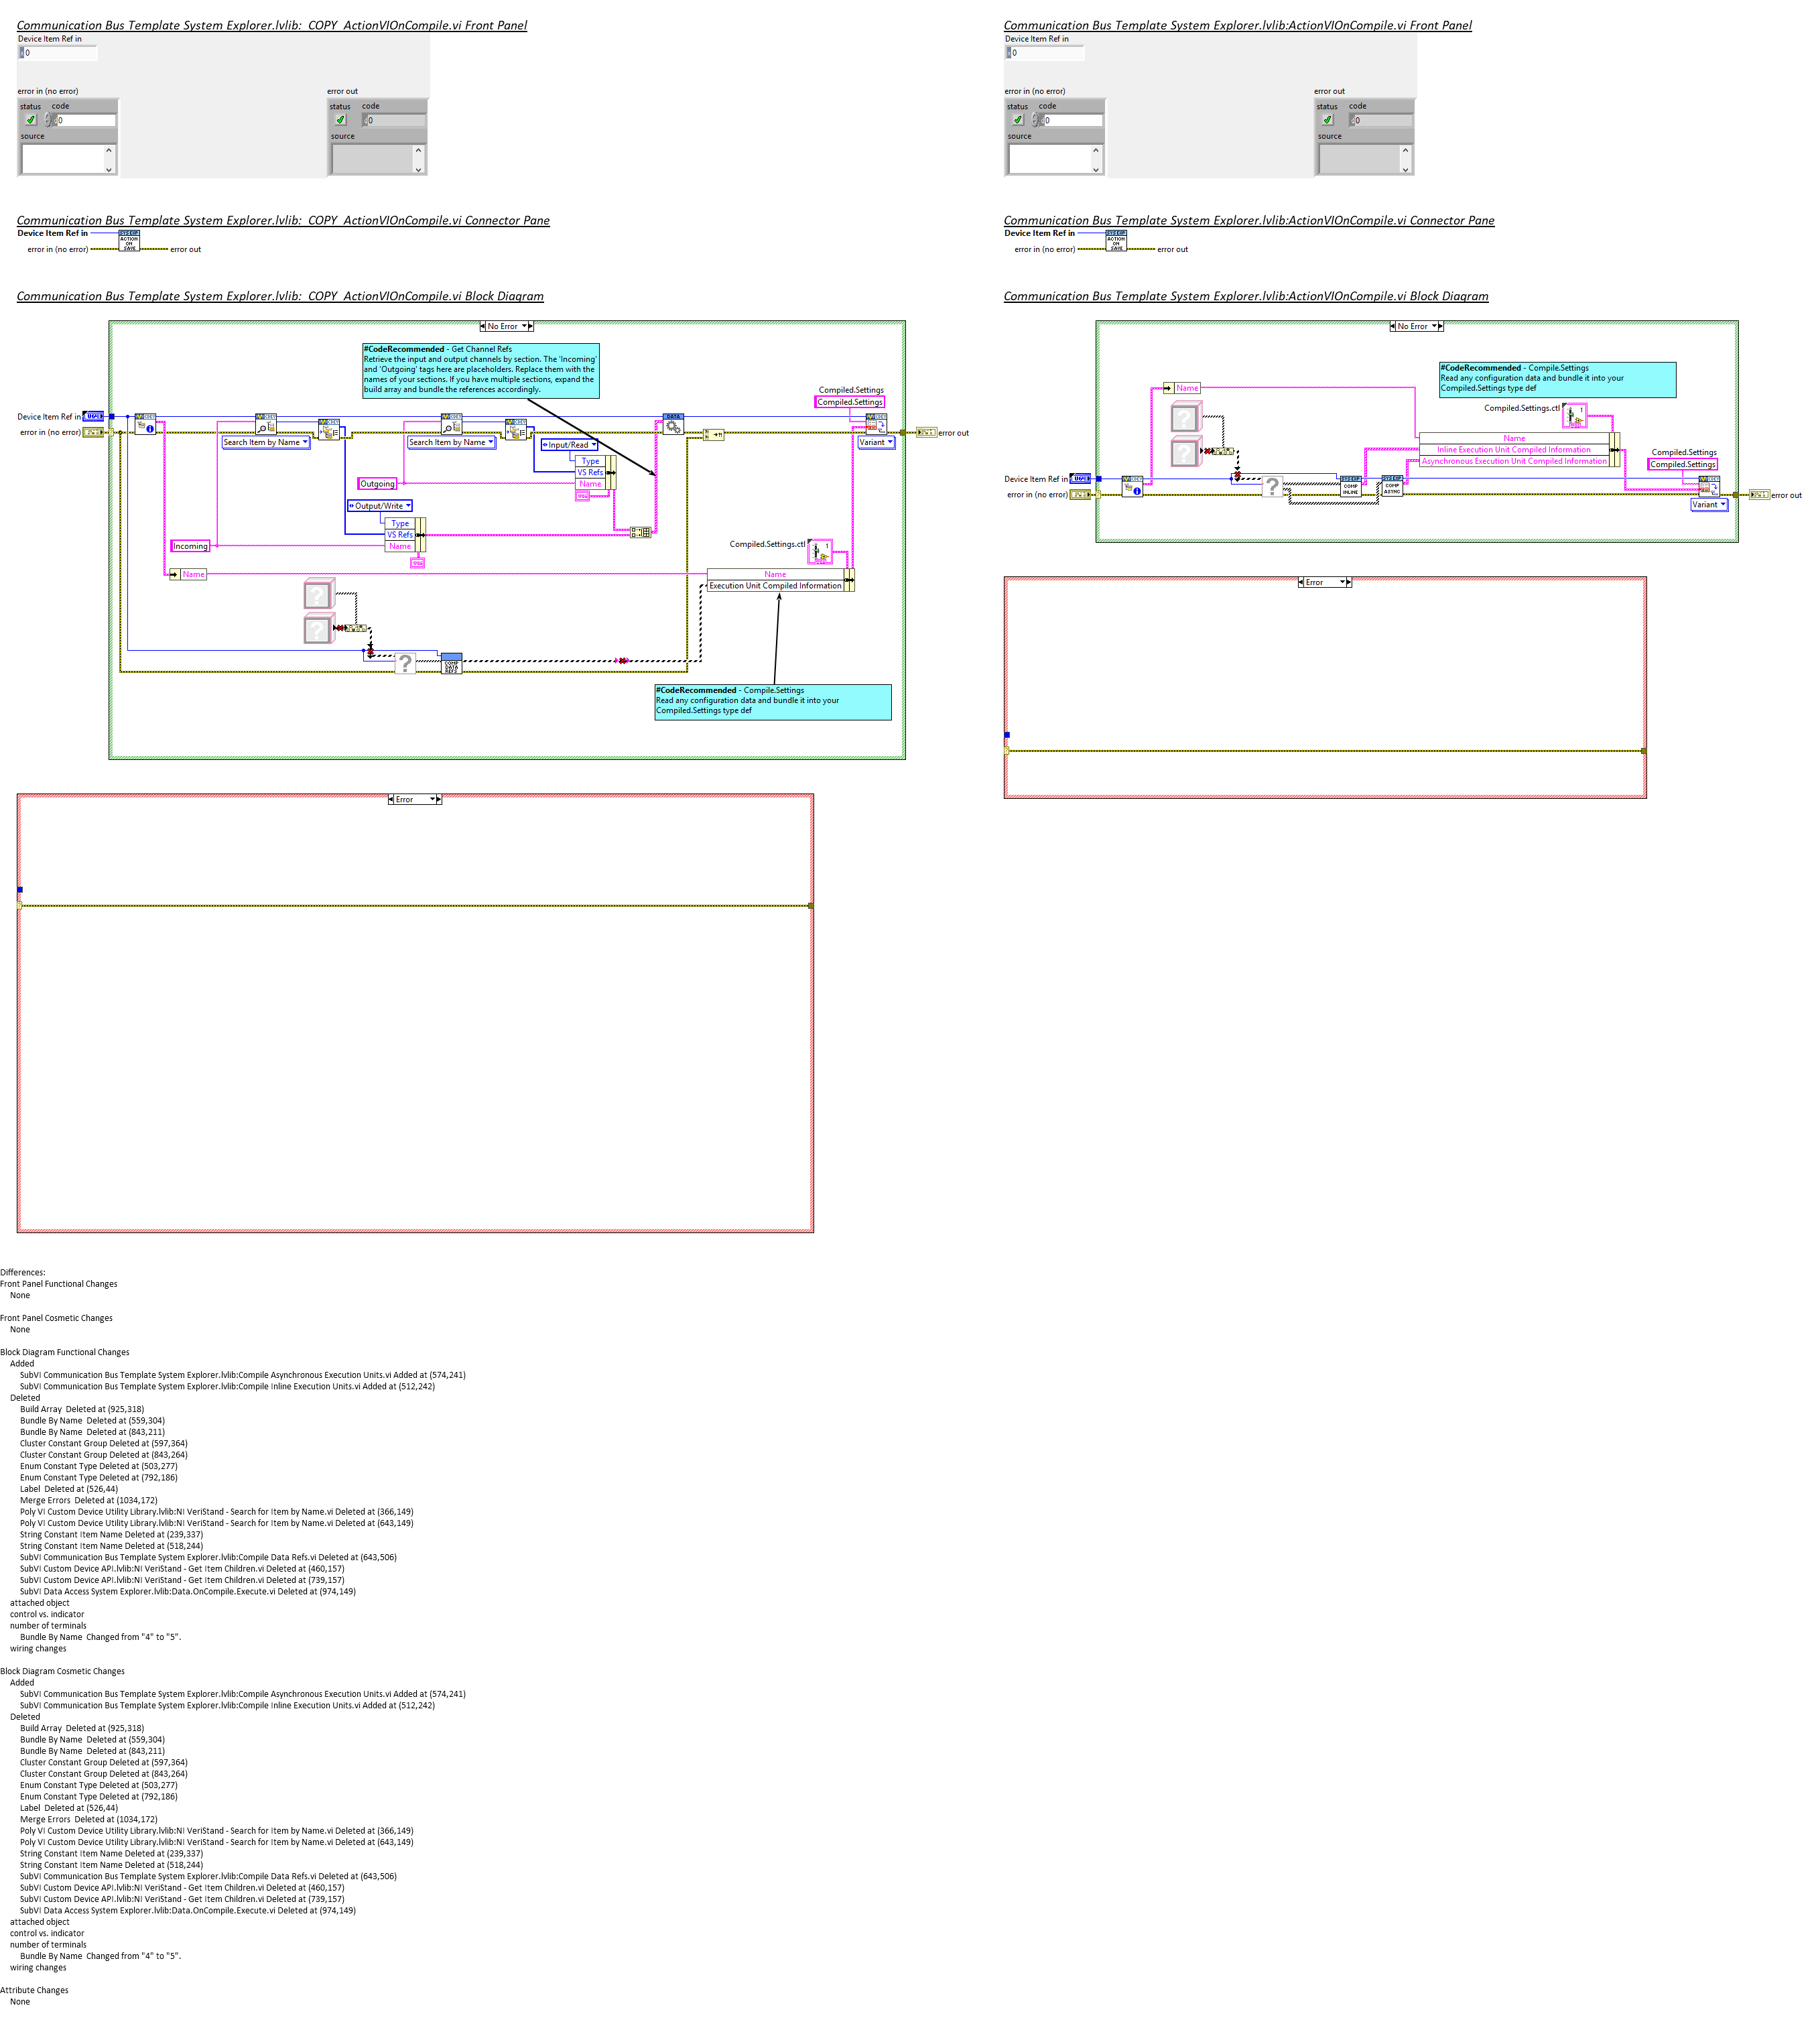 Communication Bus Template System Explorer.lvlib:_COPY_ActionVIOnCompile.vi Front Panel
Device Item Ref in
0
error in (no error)
status code
0
source
error out
status code
0
source
Communication Bus Template System Explorer.lvlib:_COPY_ActionVIOnCompile.vi Connector Pane
Device Item Ref in
error in (no error)
ACTION
ON
SAVE
error out
Communication Bus Template System Explorer.lvlib:_COPY_ActionVIOnCompile.vi Block Diagram
No Error
#CodeRecommended - Get Channel Refs
Retrieve the input and output channels by section. The 'Incoming'
and 'Outgoing' tags here are placeholders. Replace them with the
names of your sections. If you have multiple sections, expand the
build array and bundle the references accordingly.
Compiled.Settings
Compiled.Settings
Device Item Ref in
error in (no error)
DATA
error out
Search Item by Name
Search Item by Name
Input/Read
Variant
Type
VS Refs
Name
Outgoing
Output/Write
Type
VS Refs
Name
Incoming
Compiled.Settings.ctl
Name
Name
Execution Unit Compiled Information
COMP
DATA
REFS
#CodeRecommended - Compile.Settings
Read any configuration data and bundle it into your
Compiled.Settings type def
Error
Communication Bus Template System Explorer.lvlib:ActionVIOnCompile.vi Front Panel
Device Item Ref in
0
error in (no error)
status code
0
source
error out
status code
0
source
Communication Bus Template System Explorer.lvlib:ActionVIOnCompile.vi Connector Pane
Device Item Ref in
error in (no error)
ACTION
ON
SAVE
error out
Communication Bus Template System Explorer.lvlib:ActionVIOnCompile.vi Block Diagram
No Error
#CodeRecommended - Compile.Settings
Read any configuration data and bundle it into your
Compiled.Settings type def
Name
Compiled.Settings.ctl
Name
Inline Execution Unit Compiled Information
Asynchronous Execution Unit Compiled Information
Compiled.Settings
Compiled.Settings
Device Item Ref in
error in (no error)
COMP
INLINE
COMP
ASYNC
error out
Variant
Error
Differences:
Front Panel Functional Changes
None
Front Panel Cosmetic Changes
None
Block Diagram Functional Changes
Added
SubVI Communication Bus Template System Explorer.lvlib:Compile Asynchronous Execution Units.vi Added at (574,241)
SubVI Communication Bus Template System Explorer.lvlib:Compile Inline Execution Units.vi Added at (512,242)
Deleted
Build Array  Deleted at (925,318)
Bundle By Name  Deleted at (559,304)
Bundle By Name  Deleted at (843,211)
Cluster Constant Group Deleted at (597,364)
Cluster Constant Group Deleted at (843,264)
Enum Constant Type Deleted at (503,277)
Enum Constant Type Deleted at (792,186)
Label  Deleted at (526,44)
Merge Errors  Deleted at (1034,172)
Poly VI Custom Device Utility Library.lvlib:NI VeriStand - Search for Item by Name.vi Deleted at (366,149)
Poly VI Custom Device Utility Library.lvlib:NI VeriStand - Search for Item by Name.vi Deleted at (643,149)
String Constant Item Name Deleted at (239,337)
String Constant Item Name Deleted at (518,244)
SubVI Communication Bus Template System Explorer.lvlib:Compile Data Refs.vi Deleted at (643,506)
SubVI Custom Device API.lvlib:NI VeriStand - Get Item Children.vi Deleted at (460,157)
SubVI Custom Device API.lvlib:NI VeriStand - Get Item Children.vi Deleted at (739,157)
SubVI Data Access System Explorer.lvlib:Data.OnCompile.Execute.vi Deleted at (974,149)
attached object
control vs. indicator
number of terminals
Bundle By Name  Changed from "4" to "5".
wiring changes
Block Diagram Cosmetic Changes
Added
SubVI Communication Bus Template System Explorer.lvlib:Compile Asynchronous Execution Units.vi Added at (574,241)
SubVI Communication Bus Template System Explorer.lvlib:Compile Inline Execution Units.vi Added at (512,242)
Deleted
Build Array  Deleted at (925,318)
Bundle By Name  Deleted at (559,304)
Bundle By Name  Deleted at (843,211)
Cluster Constant Group Deleted at (597,364)
Cluster Constant Group Deleted at (843,264)
Enum Constant Type Deleted at (503,277)
Enum Constant Type Deleted at (792,186)
Label  Deleted at (526,44)
Merge Errors  Deleted at (1034,172)
Poly VI Custom Device Utility Library.lvlib:NI VeriStand - Search for Item by Name.vi Deleted at (366,149)
Poly VI Custom Device Utility Library.lvlib:NI VeriStand - Search for Item by Name.vi Deleted at (643,149)
String Constant Item Name Deleted at (239,337)
String Constant Item Name Deleted at (518,244)
SubVI Communication Bus Template System Explorer.lvlib:Compile Data Refs.vi Deleted at (643,506)
SubVI Custom Device API.lvlib:NI VeriStand - Get Item Children.vi Deleted at (460,157)
SubVI Custom Device API.lvlib:NI VeriStand - Get Item Children.vi Deleted at (739,157)
SubVI Data Access System Explorer.lvlib:Data.OnCompile.Execute.vi Deleted at (974,149)
attached object
control vs. indicator
number of terminals
Bundle By Name  Changed from "4" to "5".
wiring changes
Attribute Changes
None